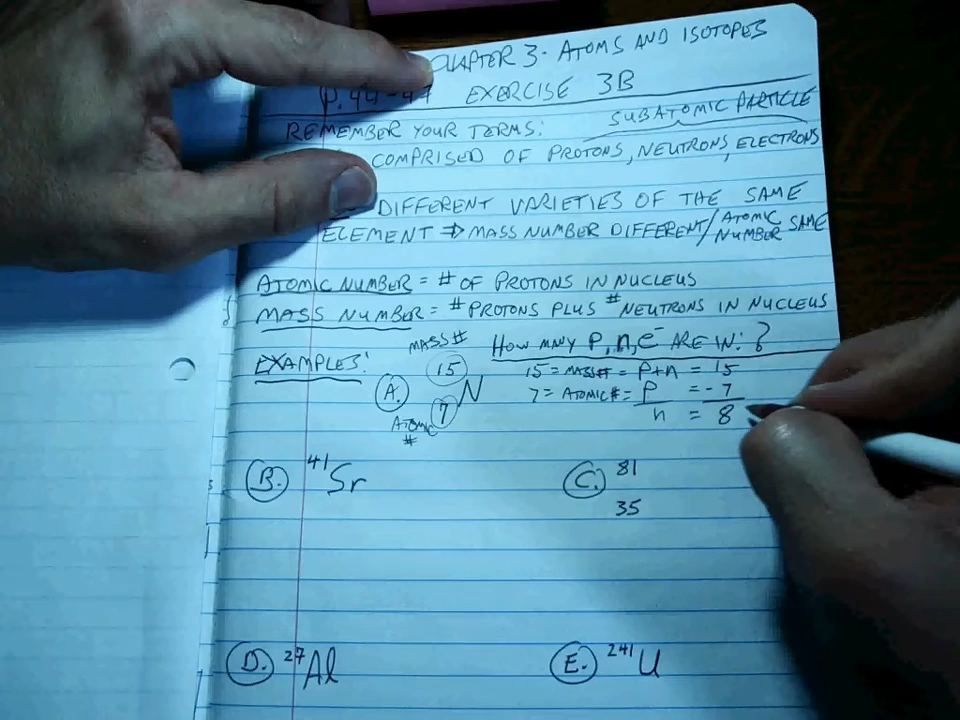 CHAPTER 3 - ATOMS AND ISOTOPES
P. 44-47 EXERCISE 3B
REMEMBER YOUR TERMS: SUBATOMIC PARTICLE
COMPRISED OF PROTONS, NEUTRONS, ELECTRONS
DIFFERENT VARIETIES OF THE SAME
ELEMENT ⇒ MASS NUMBER DIFFERENT/ATOMIC NUMBER SAME
ATOMIC NUMBER = # OF PROTONS IN NUCLEUS
MASS NUMBER = # PROTONS PLUS # NEUTRONS IN NUCLEUS
MASS # HOW MANY P, n, e⁻ ARE IN: ?
EXAMPLES: 15 15 = MASS# = P+n = 15
A. N 7 = ATOMIC# = P = -7
ATOMIC # 7 n = 8
B. ⁴¹Sr C. 81
35
D. ²⁷Al E. ²⁴¹U